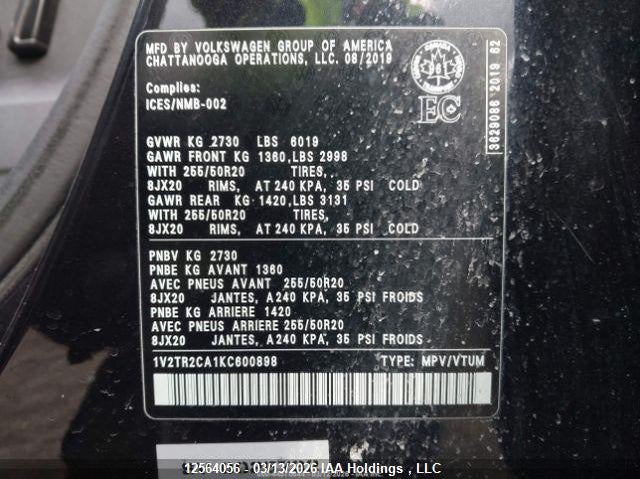 MFD BY VOLKSWAGEN GROUP OF AMERICA
CHATTANOOGA OPERATIONS, LLC. 08/2019
Complies:
ICES/NMB-002
CANADA
EC
3629086 2019 62
GVWR KG 2730 LBS 6019
GAWR FRONT KG 1360,LBS 2998
WITH 255/50R20 TIRES,
8JX20 RIMS, AT 240 KPA, 35 PSI COLD
GAWR REAR KG 1420,LBS 3131
WITH 255/50R20 TIRES,
8JX20 RIMS, AT 240 KPA, 35 PSI COLD
PNBV KG 2730
PNBE KG AVANT 1360
AVEC PNEUS AVANT 255/50R20
8JX20 JANTES, A 240 KPA, 35 PSI FROIDS
PNBE KG ARRIERE 1420
AVEC PNEUS ARRIERE 255/50R20
8JX20 JANTES, A 240 KPA, 35 PSI FROIDS
1V2TR2CA1KC600898 TYPE: MPV/VTUM
12564056 - 03/13/2026 IAA Holdings , LLC